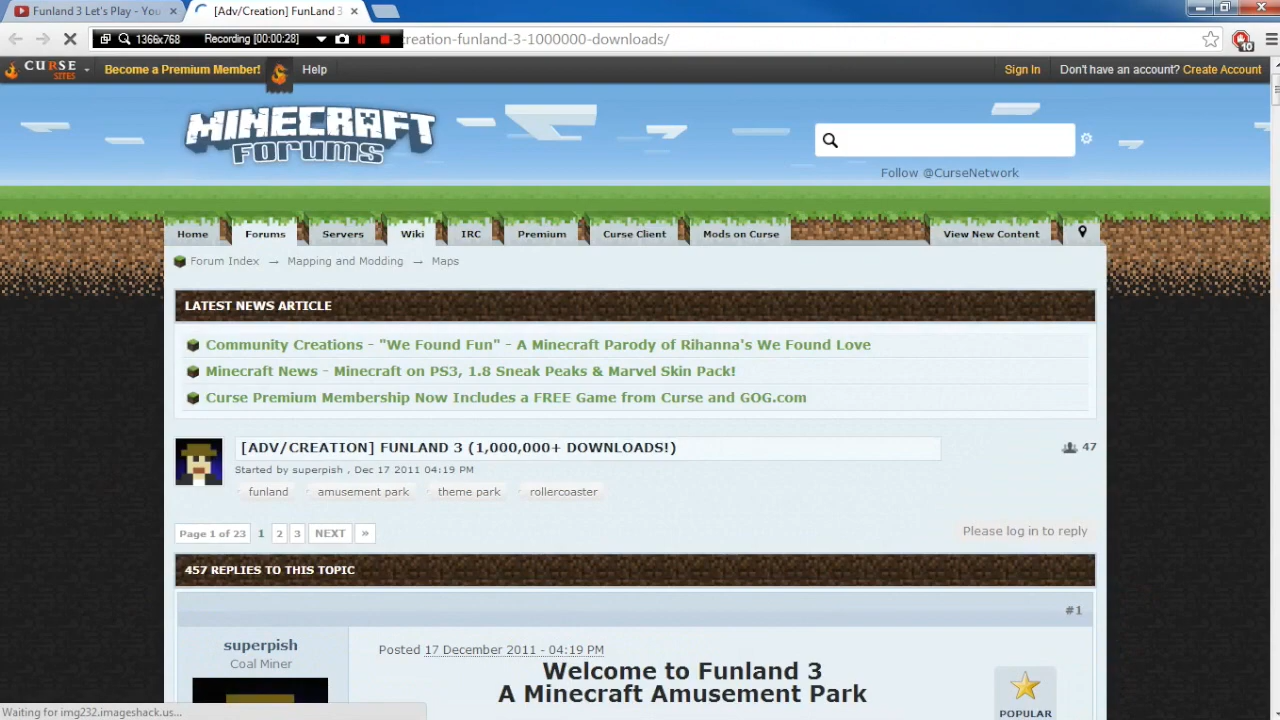 Funland 3 Let's Play - You
[Adv/Creation] FunLand 3
1366x768 Recording [00:00:28] creation-funland-3-1000000-downloads/
10
CURSE SITES Become a Premium Member! Help Sign In Don't have an account? Create Account
MINECRAFT
FORUMS
Follow @CurseNetwork
Home Forums Servers Wiki IRC Premium Curse Client Mods on Curse View New Content
Forum Index → Mapping and Modding → Maps
LATEST NEWS ARTICLE
Community Creations - "We Found Fun" - A Minecraft Parody of Rihanna's We Found Love
Minecraft News - Minecraft on PS3, 1.8 Sneak Peaks & Marvel Skin Pack!
Curse Premium Membership Now Includes a FREE Game from Curse and GOG.com
[ADV/CREATION] FUNLAND 3 (1,000,000+ DOWNLOADS!) 47
Started by superpish , Dec 17 2011 04:19 PM
funland amusement park theme park rollercoaster
Page 1 of 23 1 2 3 NEXT » Please log in to reply
457 REPLIES TO THIS TOPIC
#1
superpish
Coal Miner
Posted 17 December 2011 - 04:19 PM
Welcome to Funland 3
A Minecraft Amusement Park
POPULAR
Waiting for img232.imageshack.us...